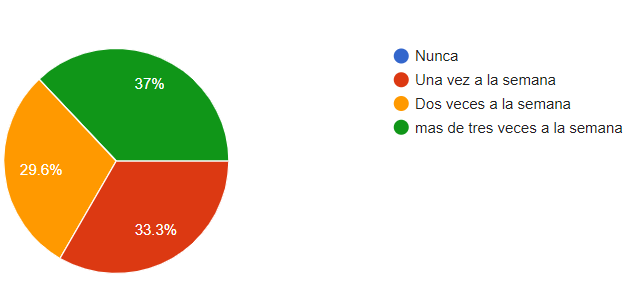 Nunca
Una vez a la semana
Dos veces a la semana
mas de tres veces a la semana
37%
29.6%
33.3%